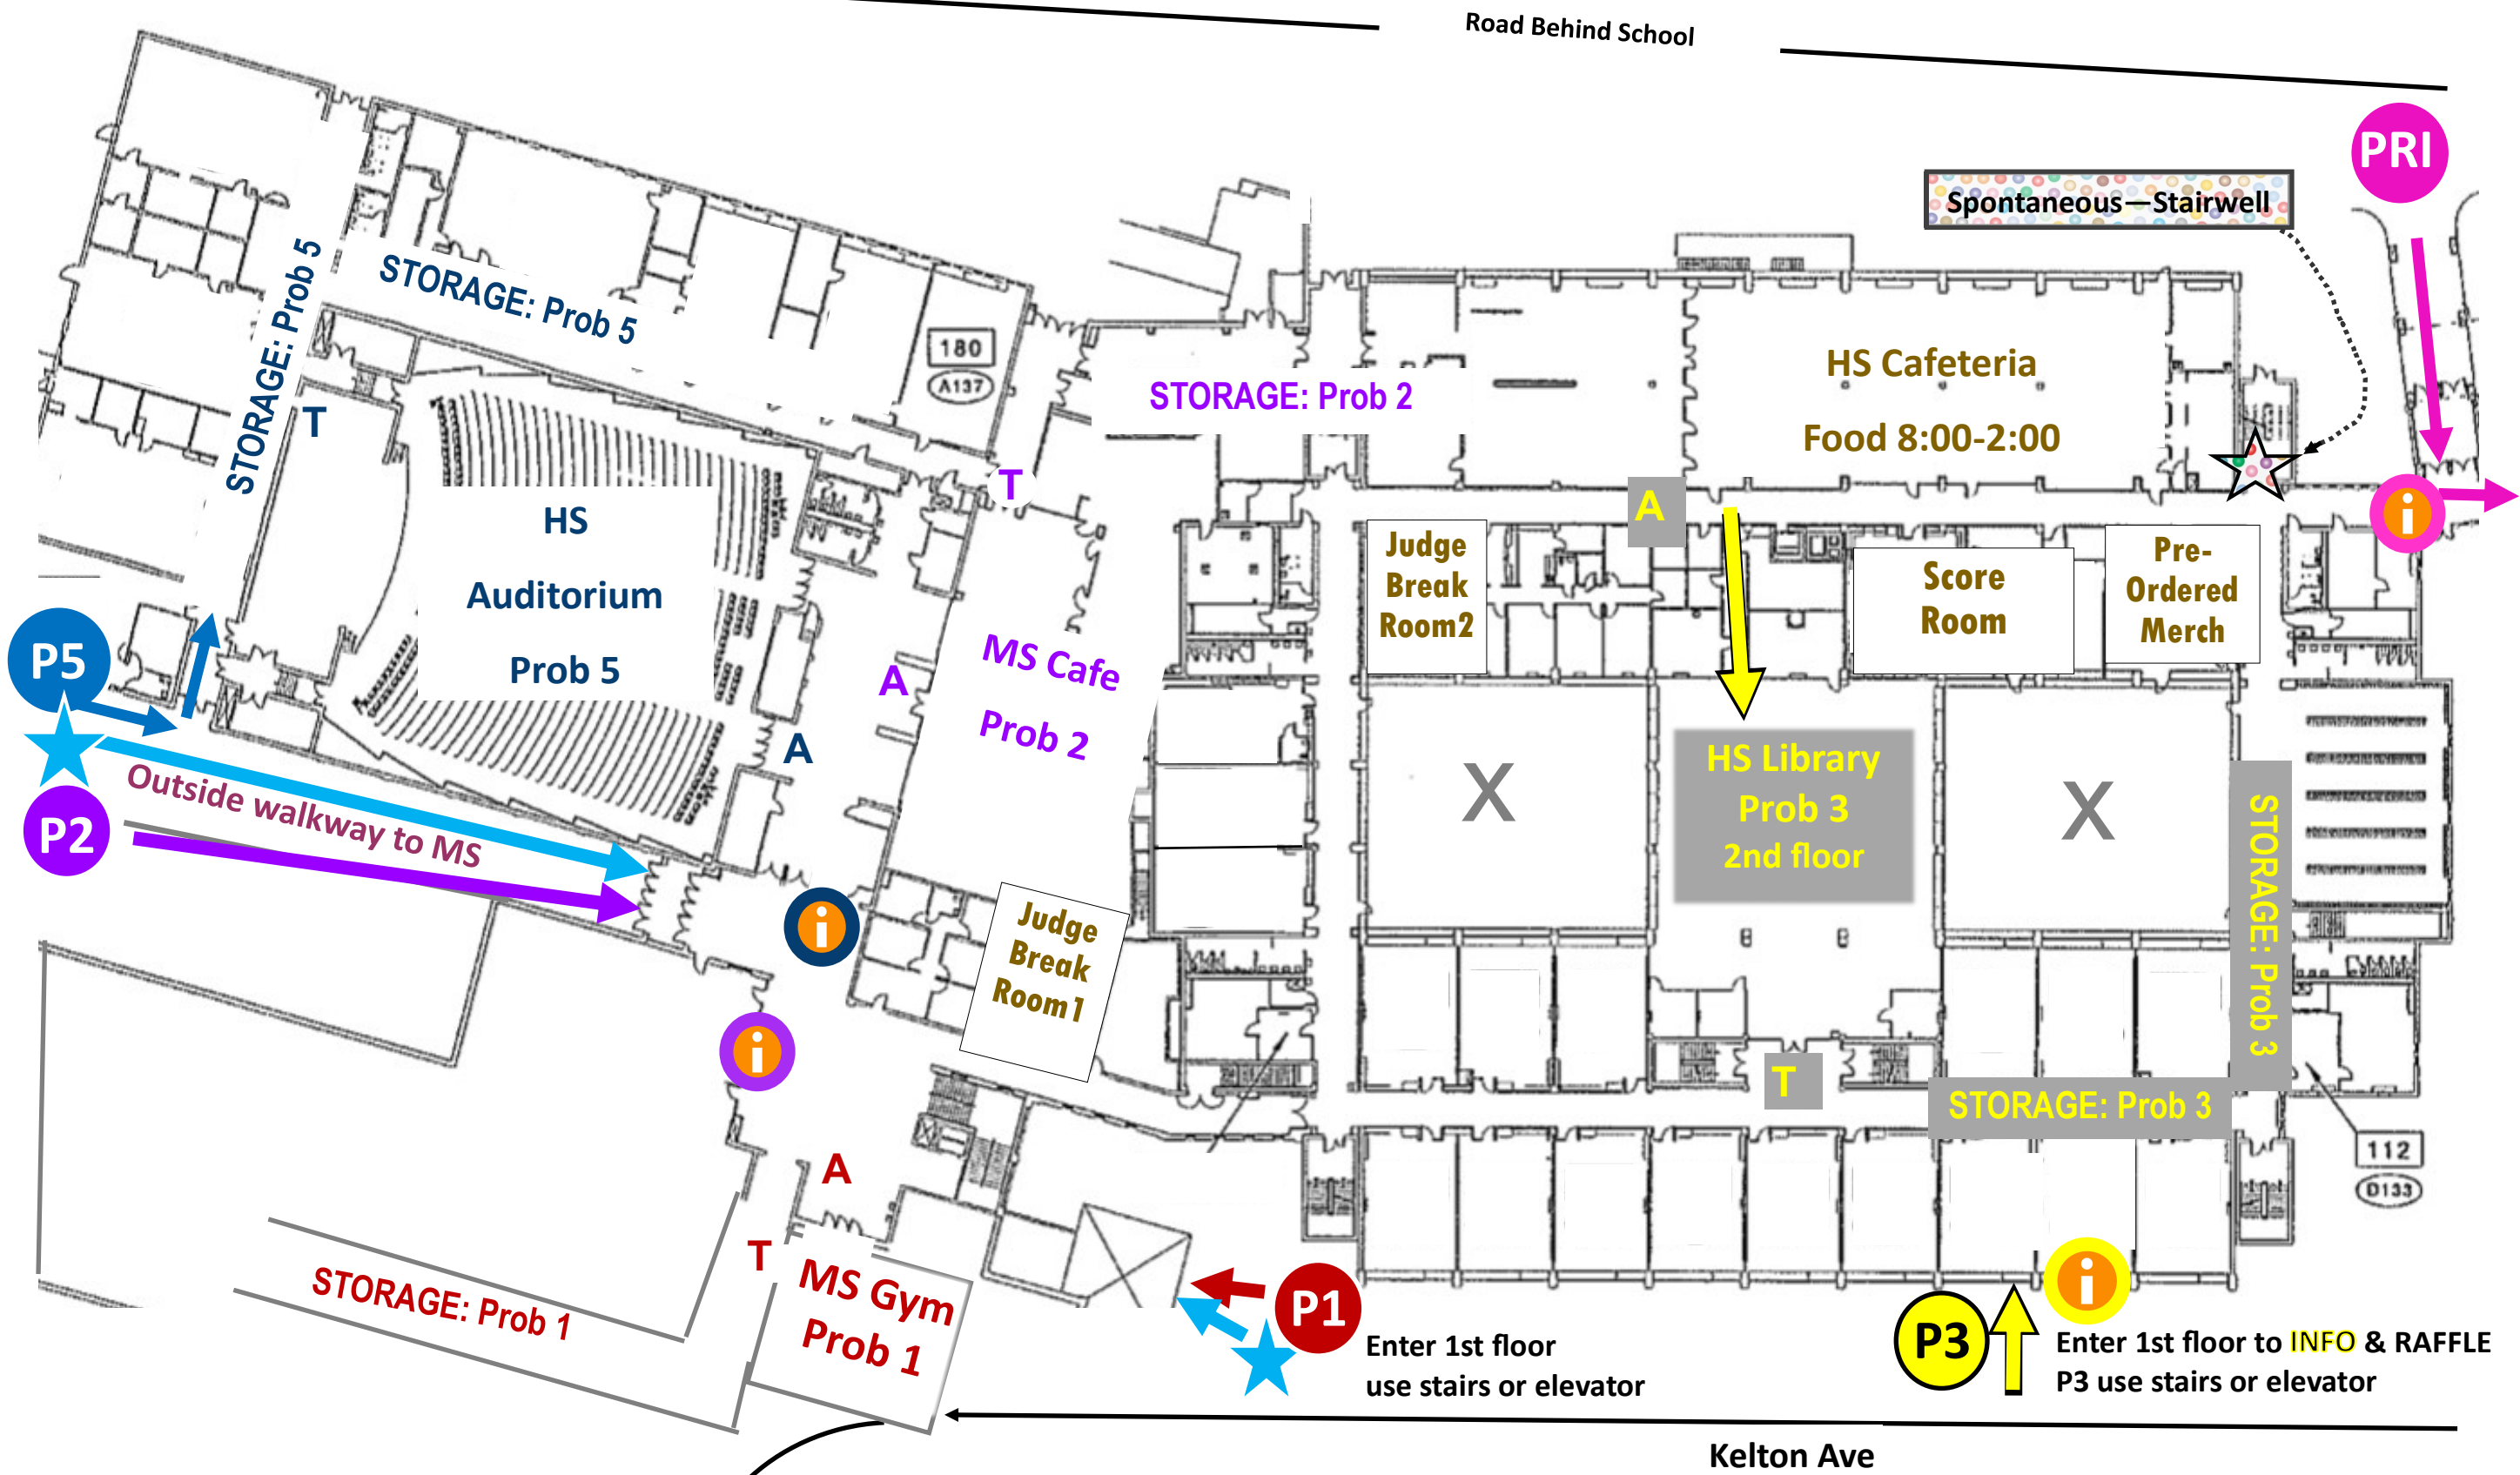 Road Behind School
PRI
Spontaneous—Stairwell
STORAGE: Prob 5
STORAGE: Prob 5
180
A137
T
STORAGE: Prob 2
HS Cafeteria
Food 8:00-2:00
T
A
i
HS
Auditorium
Prob 5
Judge
Break
Room2
Score
Room
Pre-
Ordered
Merch
P5
A
MS Cafe
Prob 2
A
HS Library
Prob 3
2nd floor
X
X
STORAGE: Prob 3
Outside walkway to MS
P2
i
Judge
Break
Room1
i
T
STORAGE: Prob 3
112
D133
A
T
MS Gym
Prob 1
STORAGE: Prob 1
P1
Enter 1st floor
use stairs or elevator
i
P3
Enter 1st floor to INFO & RAFFLE
P3 use stairs or elevator
Kelton Ave